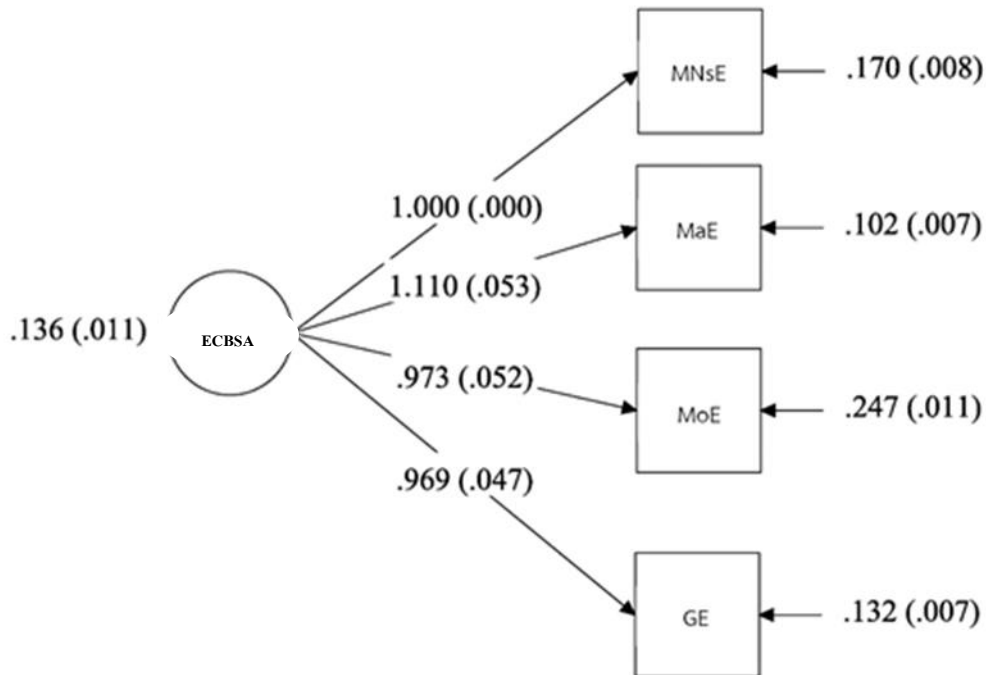 MNsE
.170 (.008)
1.000 (.000)
MaE
.102 (.007)
1.110 (.053)
.136 (.011)
ECBSA
.973 (.052)
MoE
.247 (.011)
.969 (.047)
GE
.132 (.007)